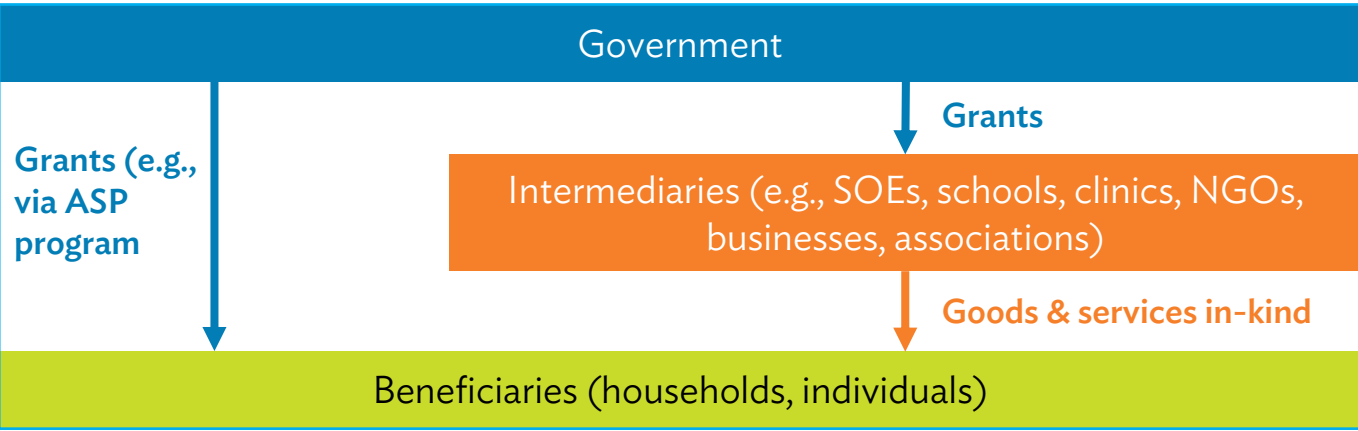 Government
Grants (e.g.,
via ASP
program
Grants
Intermediaries (e.g., SOEs, schools, clinics, NGOs,
businesses, associations)
Goods & services in-kind
Beneficiaries (households, individuals)